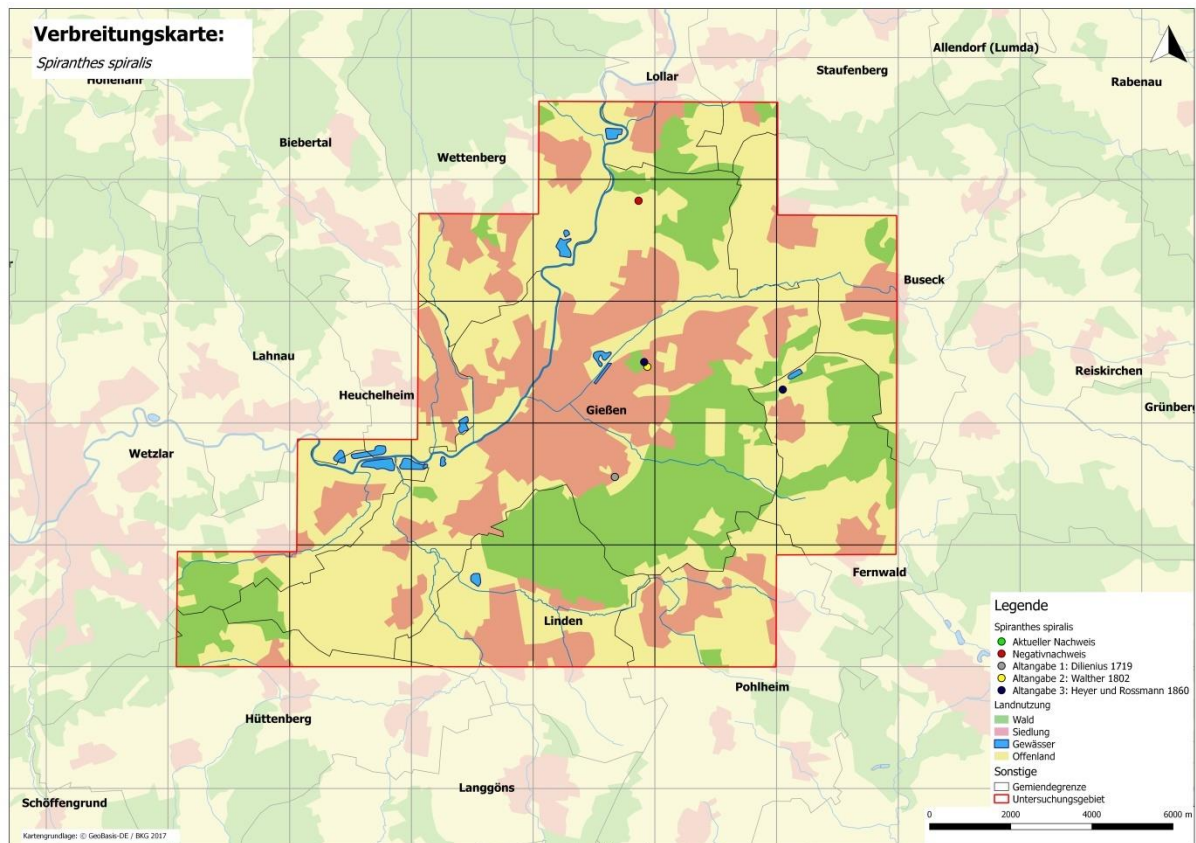 Verbreitungskarte:
Spiranthes spiralis
Hohenahr
Lollar
Allendorf (Lumda)
Staufenberg
Rabenau
Biebertal
Wettenberg
Buseck
Lahnau
Heuchelheim
Reiskirchen
Gießen
Grünberg
Wetzlar
Fernwald
Linden
Pohlheim
Hüttenberg
Langgöns
Schöffengrund
Legende
Spiranthes spiralis
Aktueller Nachweis
Negativnachweis
Altangabe 1: Dilienius 1719
Altangabe 2: Walther 1802
Altangabe 3: Heyer und Rossmann 1860
Landnutzung
Wald
Siedlung
Gewässer
Offenland
Sonstige
Gemiendegrenze
Untersuchungsgebiet
0 2000 4000 6000 m
Kartengrundlage: © GeoBasis-DE / BKG 2017